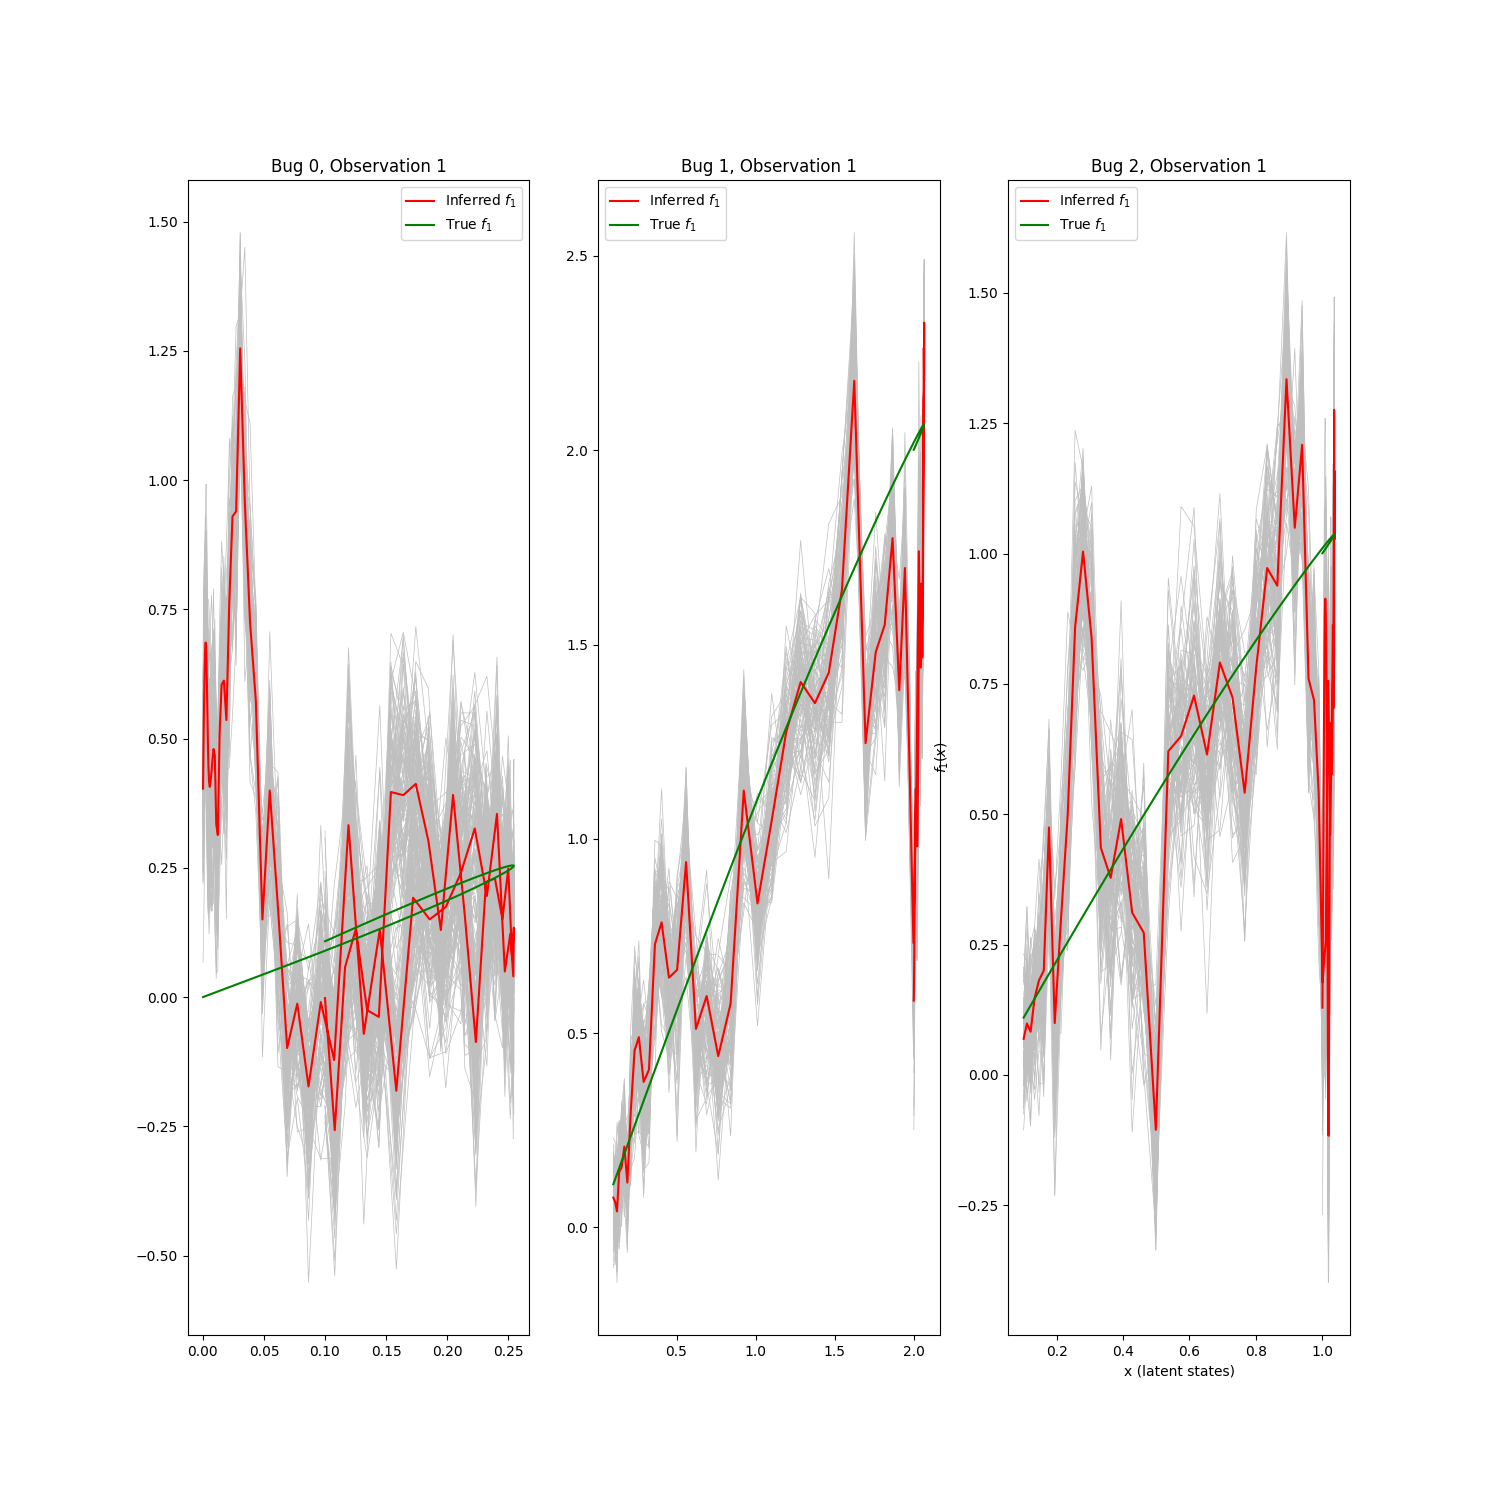 Bug 0, Observation 1
Inferred f₁
True f₁
1.50
1.25
1.00
0.75
0.50
0.25
0.00
−0.25
−0.50
0.00 0.05 0.10 0.15 0.20 0.25
Bug 1, Observation 1
Inferred f₁
True f₁
2.5
2.0
1.5
1.0
0.5
0.0
0.5 1.0 1.5 2.0
Bug 2, Observation 1
Inferred f₁
True f₁
f₁(x)
1.50
1.25
1.00
0.75
0.50
0.25
0.00
−0.25
0.2 0.4 0.6 0.8 1.0
x (latent states)